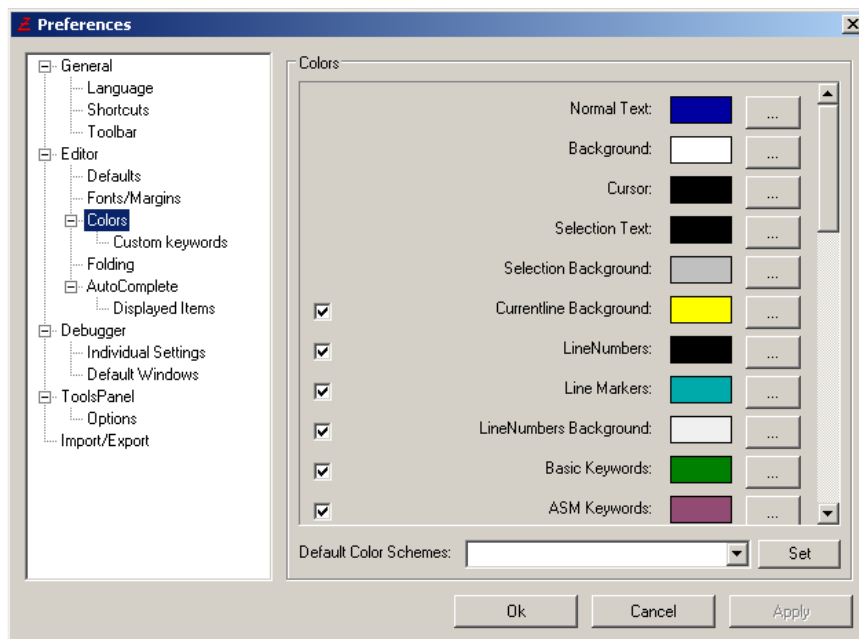 Preferences
General
Language
Shortcuts
Toolbar
Editor
Defaults
Fonts/Margins
Colors
Custom keywords
Folding
AutoComplete
Displayed Items
Debugger
Individual Settings
Default Windows
ToolsPanel
Options
Import/Export
Colors
Normal Text: ...
Background: ...
Cursor: ...
Selection Text: ...
Selection Background: ...
Currentline Background: ...
LineNumbers: ...
Line Markers: ...
LineNumbers Background: ...
Basic Keywords: ...
ASM Keywords: ...
Default Color Schemes: Set
Ok Cancel Apply